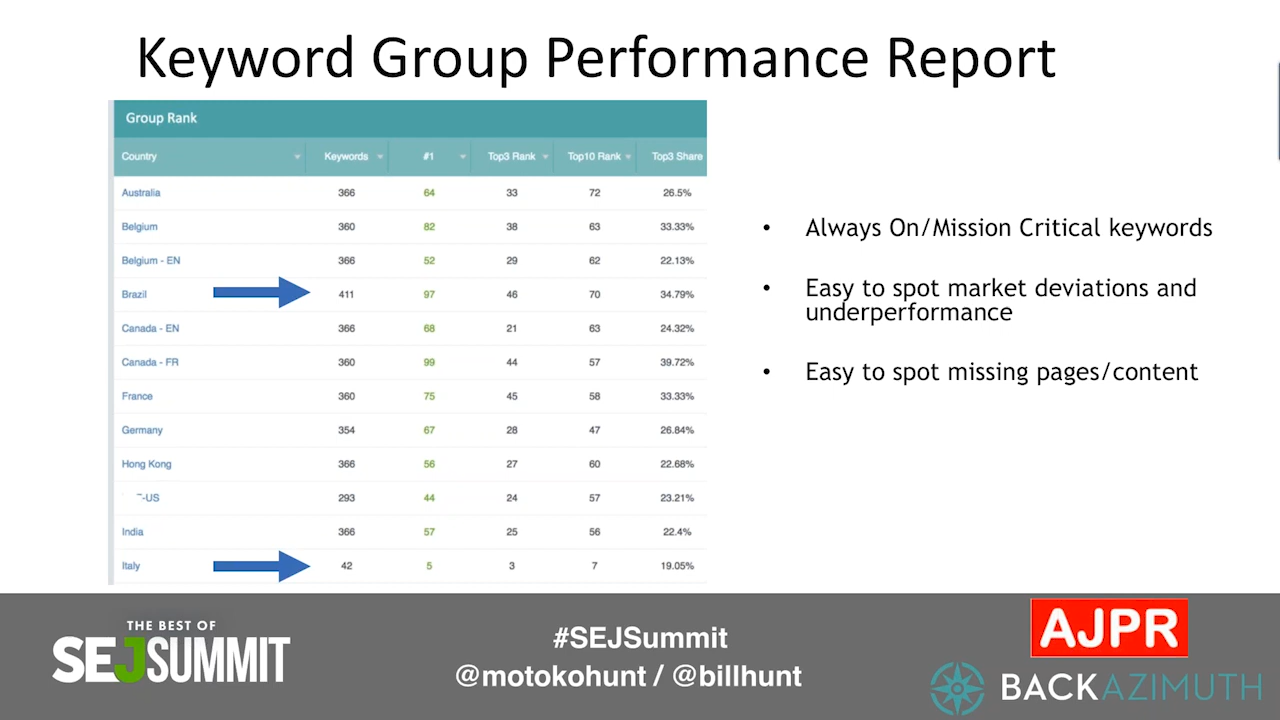 Keyword Group Performance Report
Group Rank
Country Keywords #1 Top3 Rank Top10 Rank Top3 Share
Australia 366 64 33 72 26.5%
Belgium 360 82 38 63 33.33%
Belgium - EN 366 52 29 62 22.13%
Brazil 411 97 46 70 34.79%
Canada - EN 366 68 21 63 24.32%
Canada - FR 360 99 44 57 39.72%
France 360 75 45 58 33.33%
Germany 354 67 28 47 26.84%
Hong Kong 366 56 27 60 22.68%
-US 293 44 24 57 23.21%
India 366 57 25 56 22.4%
Italy 42 5 3 7 19.05%
• Always On/Mission Critical keywords
• Easy to spot market deviations and
underperformance
• Easy to spot missing pages/content
THE BEST OF
SEJSUMMIT
#SEJSummit
@motokohunt / @billhunt
AJPR
BACKAZIMUTH